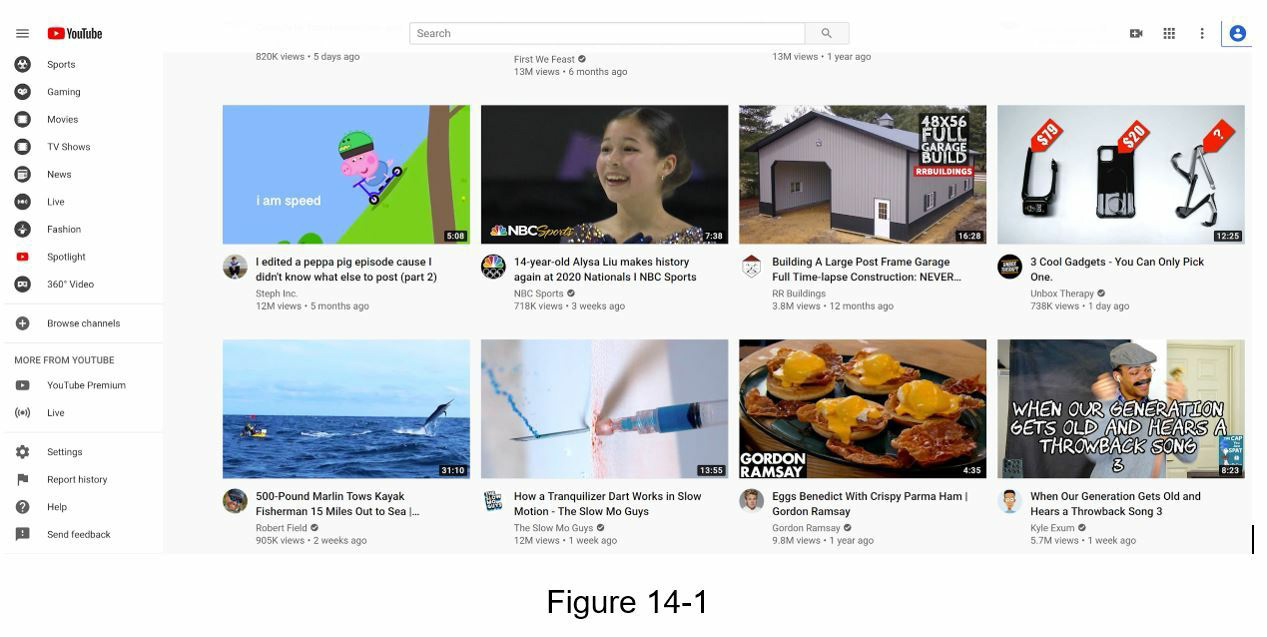 YouTube
Search
Sports
Gaming
Movies
TV Shows
News
Live
Fashion
Spotlight
360° Video
Browse channels
MORE FROM YOUTUBE
YouTube Premium
Live
Settings
Report history
Help
Send feedback
820K views • 5 days ago
First We Feast
13M views • 6 months ago
13M views • 1 year ago
i am speed
5:08
I edited a peppa pig episode cause I
didn't know what else to post (part 2)
Steph Inc.
12M views • 5 months ago
NBC Sports
7:38
14-year-old Alysa Liu makes history
again at 2020 Nationals I NBC Sports
NBC Sports
718K views • 3 weeks ago
48X56
FULL
GARAGE
BUILD
RRBUILDINGS
16:28
Building A Large Post Frame Garage
Full Time-lapse Construction: NEVER...
RR Buildings
3.8M views • 12 months ago
$79
$20
?
12:25
3 Cool Gadgets - You Can Only Pick
One.
Unbox Therapy
738K views • 1 day ago
31:10
500-Pound Marlin Tows Kayak
Fisherman 15 Miles Out to Sea |...
Robert Field
905K views • 2 weeks ago
13:55
How a Tranquilizer Dart Works in Slow
Motion - The Slow Mo Guys
The Slow Mo Guys
12M views • 1 week ago
GORDON
RAMSAY
4:35
Eggs Benedict With Crispy Parma Ham |
Gordon Ramsay
Gordon Ramsay
9.8M views • 1 year ago
WHEN OUR GENERATION
GETS OLD AND HEARS A
THROWBACK SONG
3
8:23
When Our Generation Gets Old and
Hears a Throwback Song 3
Kyle Exum
5.7M views • 1 week ago
Figure 14-1